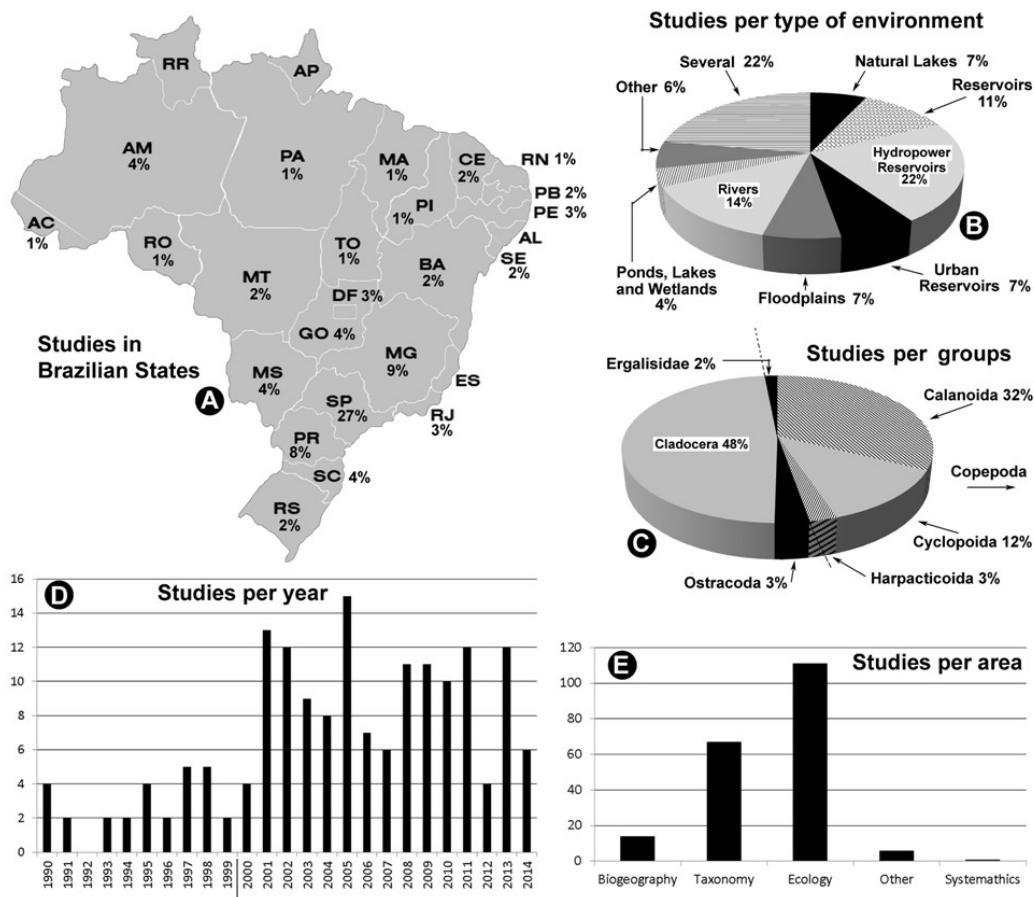 RR
AP
AM
4%
PA
1%
MA
1%
CE
2%
RN 1%
PB 2%
PE 3%
PI
1%
AL
SE
2%
AC
1%
RO
1%
TO
1%
BA
2%
MT
2%
DF 3%
GO 4%
MG
9%
ES
MS
4%
SP
27%
RJ
3%
PR
8%
SC 4%
RS
2%
Studies in
Brazilian States
A
Studies per type of environment
Several 22%
Natural Lakes 7%
Other 6%
Reservoirs
11%
Hydropower
Reservoirs
22%
Rivers
14%
B
Ponds, Lakes
and Wetlands
4%
Floodplains 7%
Urban
Reservoirs 7%
Studies per groups
Ergalisidae 2%
Calanoida 32%
Cladocera 48%
Copepoda
C
Cyclopoida 12%
Ostracoda 3%
Harpacticoida 3%
D
Studies per year
16
14
12
10
8
6
4
2
0
1990
1991
1992
1993
1994
1995
1996
1997
1998
1999
2000
2001
2002
2003
2004
2005
2006
2007
2008
2009
2010
2011
2012
2013
2014
E
Studies per area
120
100
80
60
40
20
0
Biogeography Taxonomy Ecology Other Systemathics